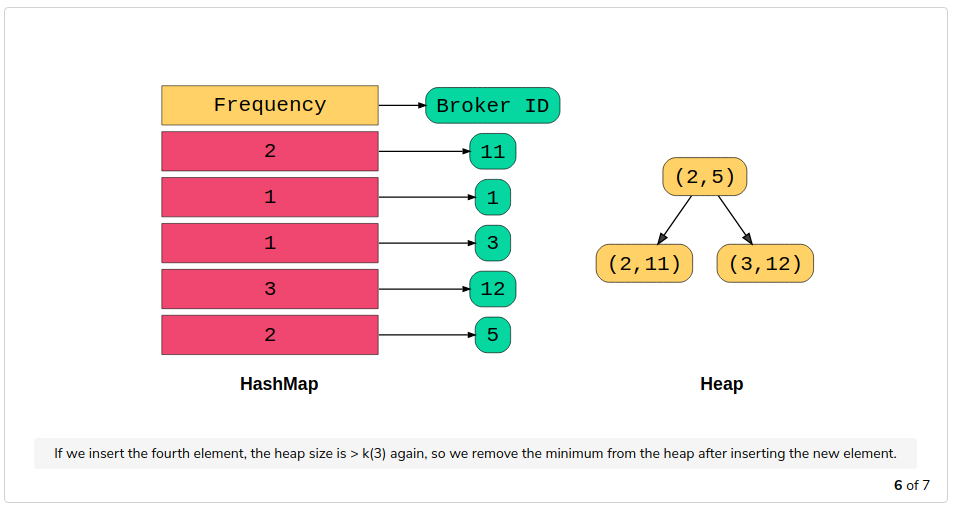 Frequency
Broker ID
2
11
1
1
1
3
3
12
2
5
HashMap
(2,5)
(2,11)
(3,12)
Heap
If we insert the fourth element, the heap size is > k(3) again, so we remove the minimum from the heap after inserting the new element.
6 of 7